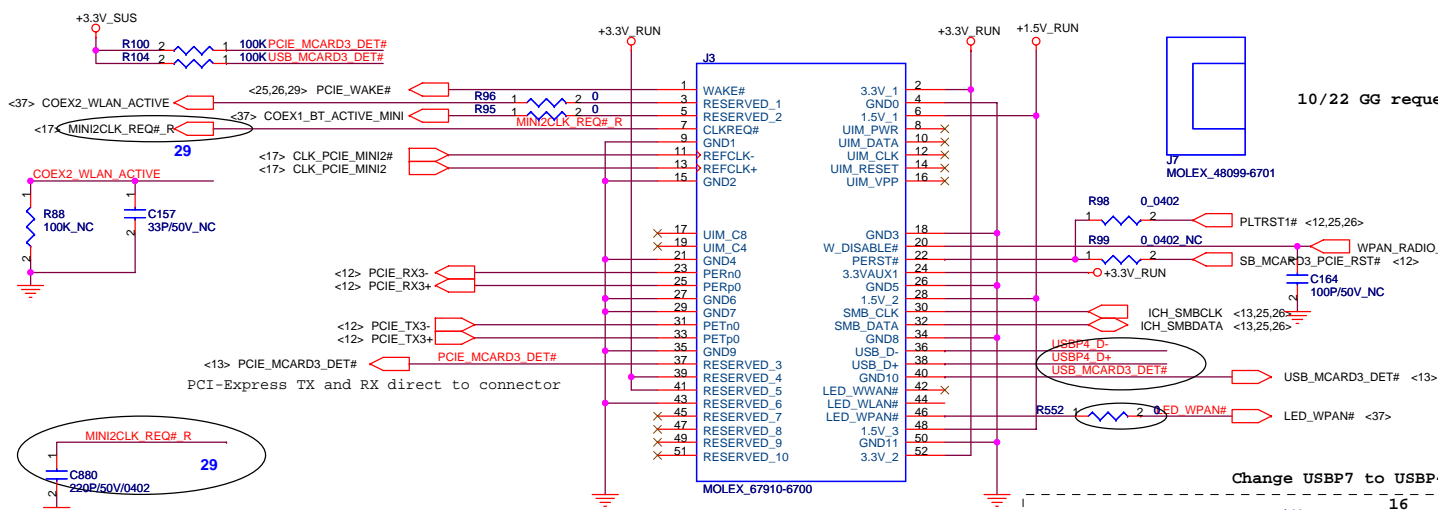 +3.3V_SUS
R100 2 1 100K PCIE_MCARD3_DET#
R104 2 1 100K USB_MCARD3_DET#
<25,26,29> PCIE_WAKE#
<37> COEX2_WLAN_ACTIVE
R96 1 2 0
<37> COEX1_BT_ACTIVE_MINI
R95 1 2 0
<17> MINI2CLK_REQ#_R
MINI2CLK_REQ#_R
29
<17> CLK_PCIE_MINI2#
<17> CLK_PCIE_MINI2
COEX2_WLAN_ACTIVE
1
2
R88
100K_NC
1
2
C157
33P/50V_NC
<12> PCIE_RX3-
<12> PCIE_RX3+
<12> PCIE_TX3-
<12> PCIE_TX3+
<13> PCIE_MCARD3_DET#
PCIE_MCARD3_DET#
PCI-Express TX and RX direct to connector
MINI2CLK_REQ#_R
29
1
2
C880
220P/50V/0402
+3.3V_RUN
J3
1 WAKE#
3 RESERVED_1
5 RESERVED_2
7 CLKREQ#
9 GND1
11 REFCLK-
13 REFCLK+
15 GND2
17 UIM_C8
19 UIM_C4
21 GND4
23 PERn0
25 PERp0
27 GND6
29 GND7
31 PETn0
33 PETp0
35 GND9
37 RESERVED_3
39 RESERVED_4
41 RESERVED_5
43 RESERVED_6
45 RESERVED_7
47 RESERVED_8
49 RESERVED_9
51 RESERVED_10
3.3V_1 2
GND0 4
1.5V_1 6
UIM_PWR 8
UIM_DATA 10
UIM_CLK 12
UIM_RESET 14
UIM_VPP 16
GND3 18
W_DISABLE# 20
PERST# 22
3.3VAUX1 24
GND5 26
1.5V_2 28
SMB_CLK 30
SMB_DATA 32
GND8 34
USB_D- 36
USB_D+ 38
GND10 40
LED_WWAN# 42
LED_WLAN# 44
LED_WPAN# 46
1.5V_3 48
GND11 50
3.3V_2 52
MOLEX_67910-6700
+3.3V_RUN
+1.5V_RUN
J7
MOLEX_48099-6701
10/22 GG reque
R98 0_0402
1 2
PLTRST1# <12,25,26>
R99 0_0402_NC
1 2
WPAN_RADIO_
SB_MCARD3_PCIE_RST# <12>
+3.3V_RUN
1
2
C164
100P/50V_NC
ICH_SMBCLK <13,25,26>
ICH_SMBDATA <13,25,26>
USBP4_D-
USBP4_D+
USB_MCARD3_DET#
USB_MCARD3_DET# <13>
R552 1 2 0
LED_WPAN#
LED_WPAN# <37>
Change USBP7 to USBP4
16